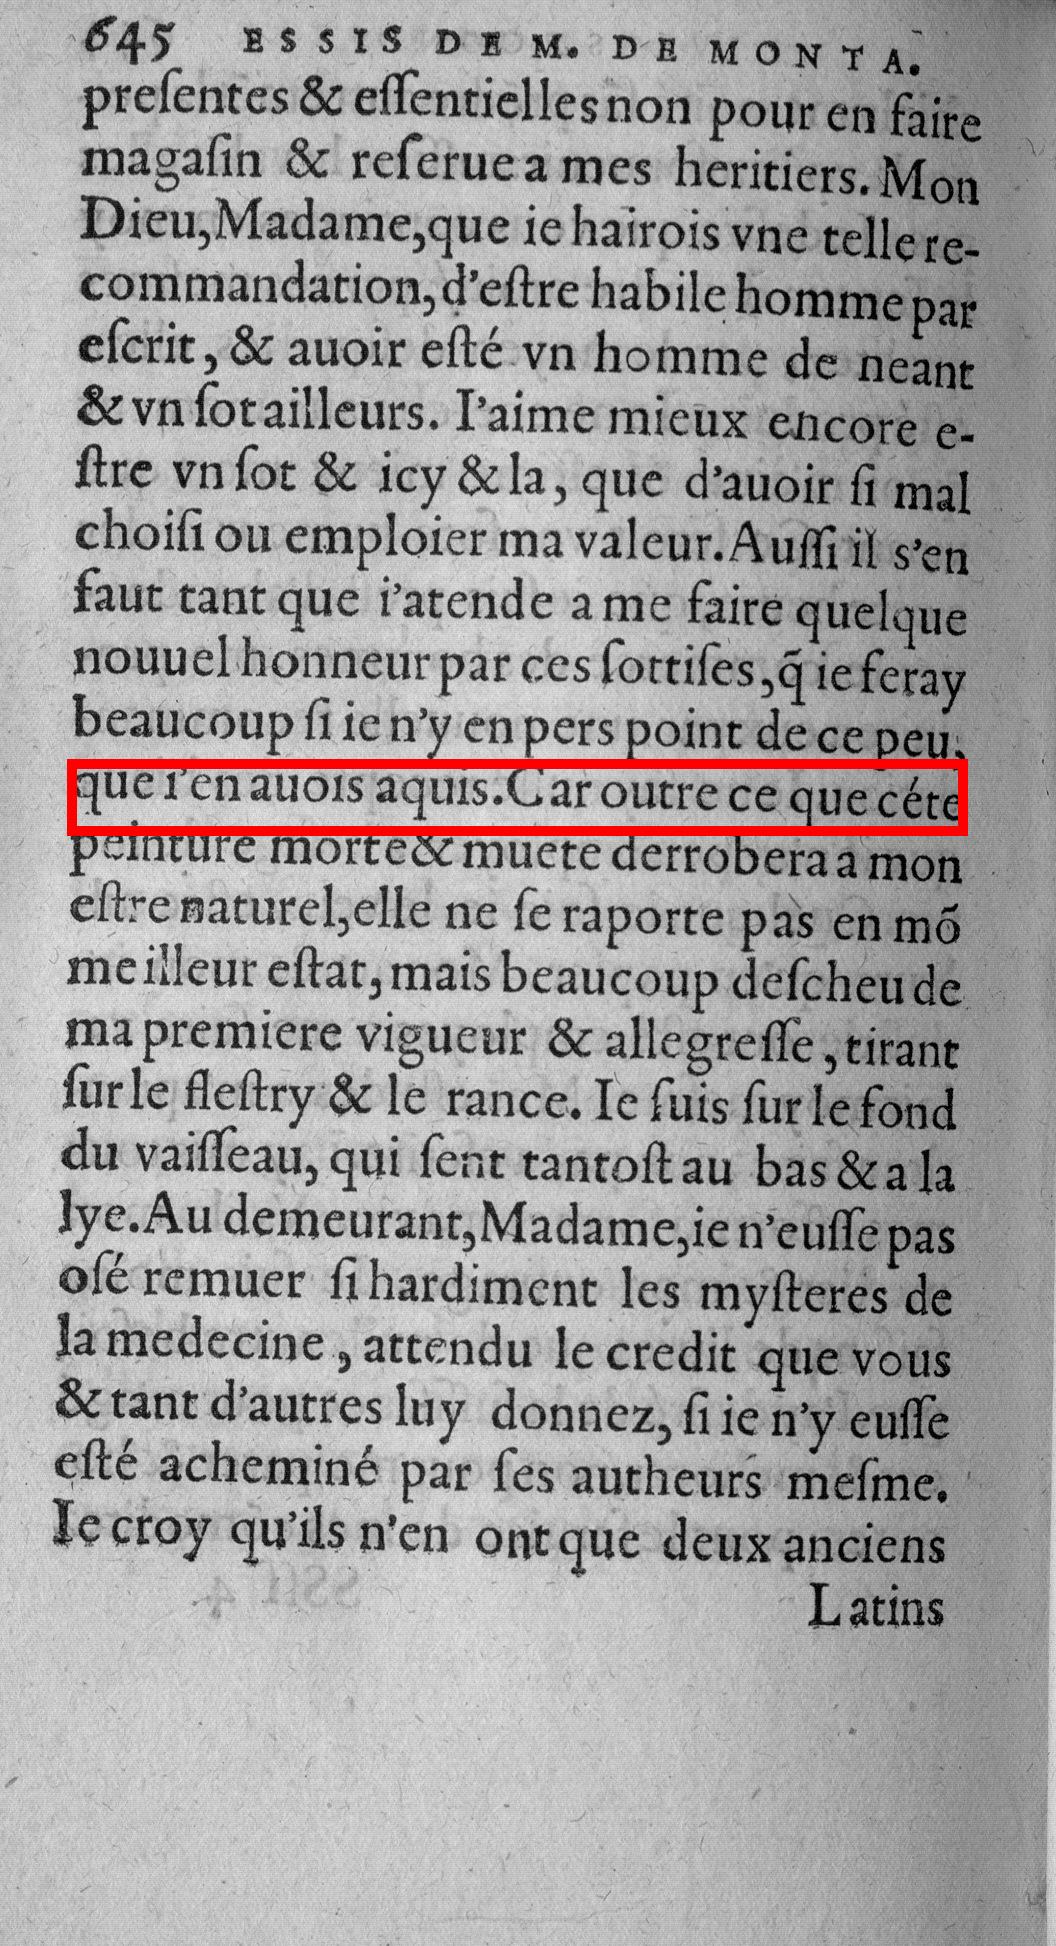 645 ESSIS DE M. DE MONTA.
preſentes & eſſentielles non pour en faire
magaſin & reſerue a mes heritiers. Mon
Dieu, Madame, que ie hairois vne telle re-
commandation, d'eſtre habile homme par
eſcrit, & auoir eſté vn homme de neant
& vn ſot ailleurs. I'aime mieux encore e-
ſtre vn ſot & icy & la, que d'auoir ſi mal
choiſi ou emploier ma valeur. Auſſi il s'en
faut tant que i'atende a me faire quelque
nouuel honneur par ces ſottiſes, q̃ ie feray
beaucoup ſi ie n'y en pers point de ce peu,
que i'en auois aquis. Car outre ce que céte
peinture morte & muete derrobera a mon
eſtre naturel, elle ne ſe raporte pas en mõ
meilleur eſtat, mais beaucoup deſcheu de
ma premiere vigueur & allegreſſe, tirant
ſur le fleſtry & le rance. Ie ſuis ſur le fond
du vaiſſeau, qui ſent tantoſt au bas & a la
lye. Au demeurant, Madame, ie n'euſſe pas
oſé remuer ſi hardiment les myſteres de
la medecine, attendu le credit que vous
& tant d'autres luy donnez, ſi ie n'y euſſe
eſté acheminé par ſes autheurs meſme.
Ie croy qu'ils n'en ont que deux anciens
Latins